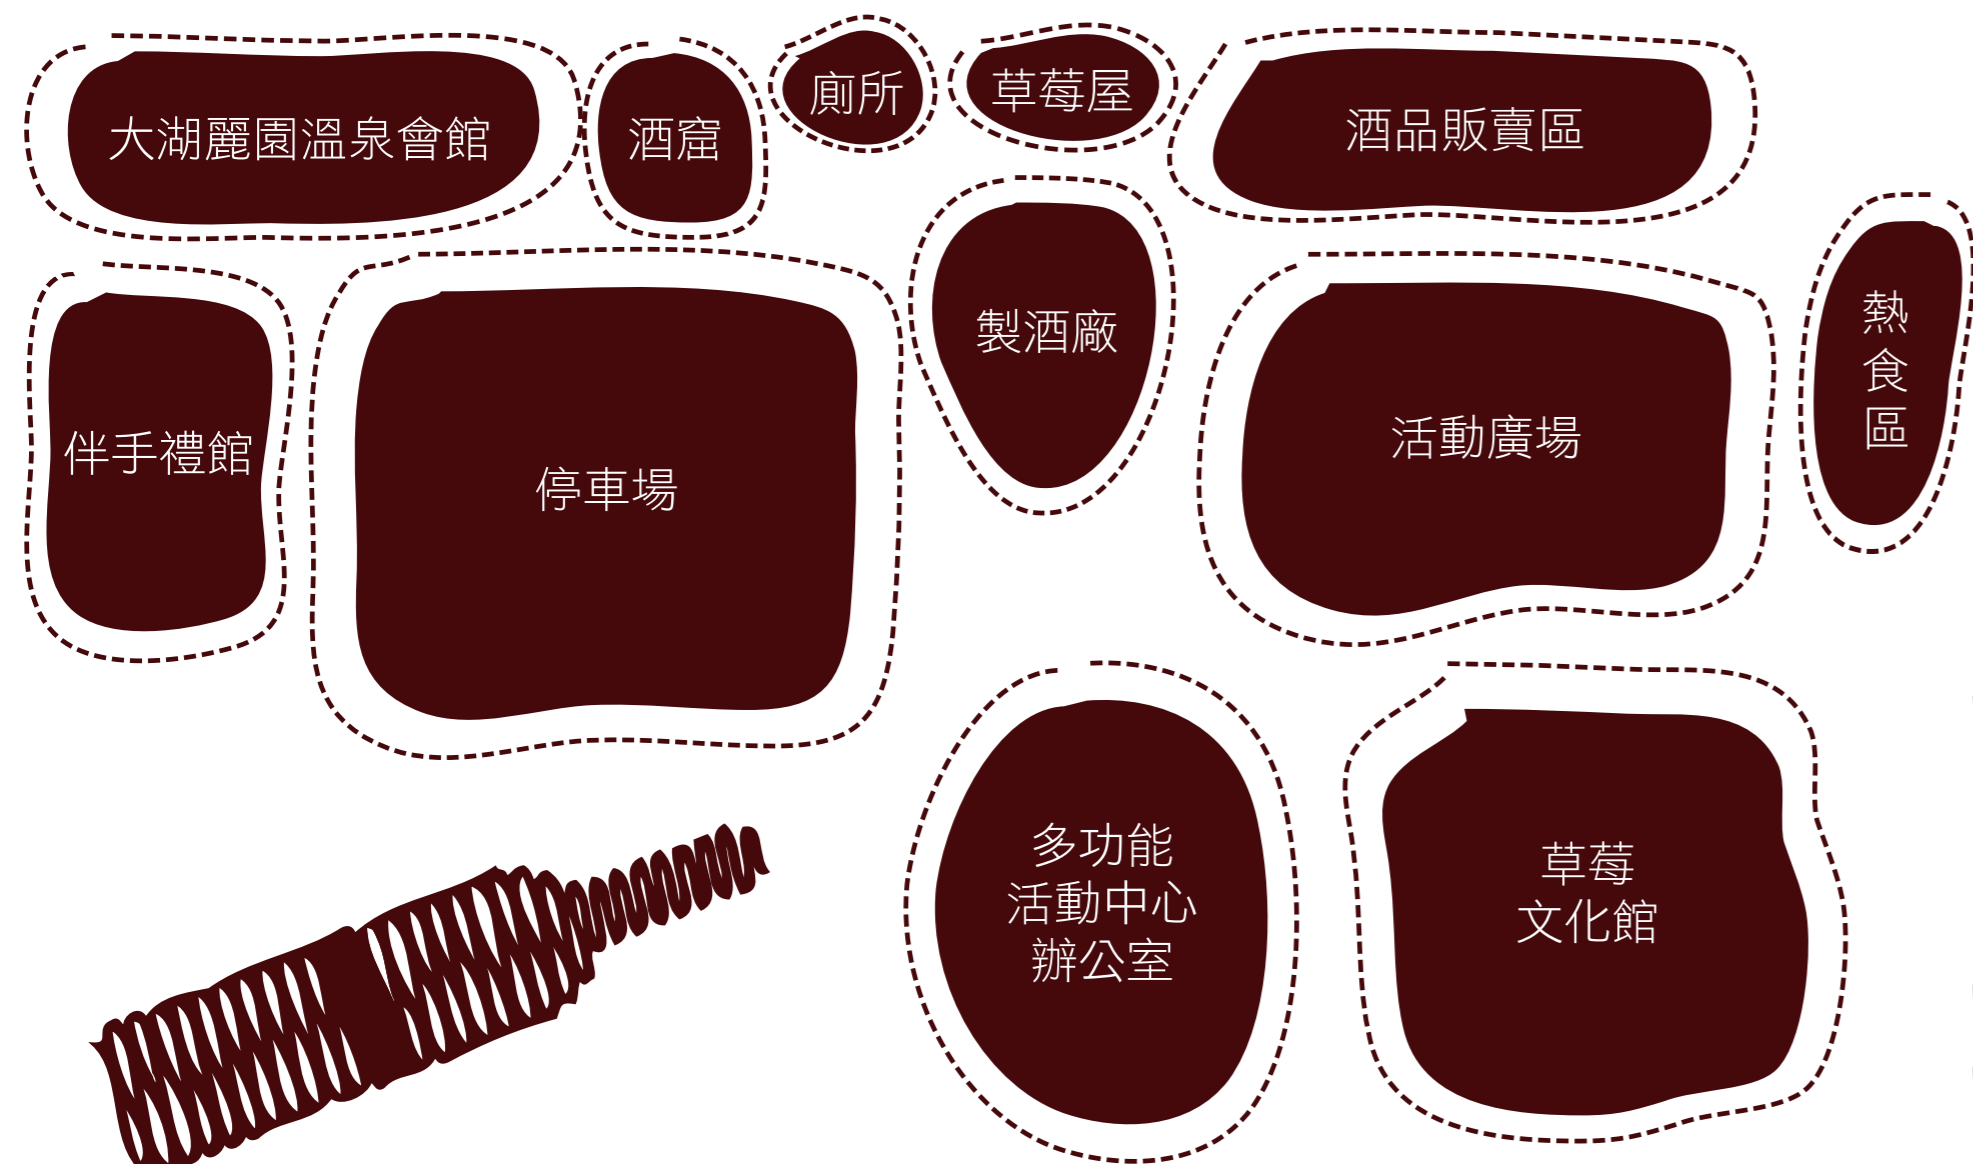 大湖麗園溫泉會館
酒窟
廁所
草莓屋
酒品販賣區
伴手禮館
停車場
製酒廠
活動廣場
熱
食
區
多功能
活動中心
辦公室
草莓
文化館